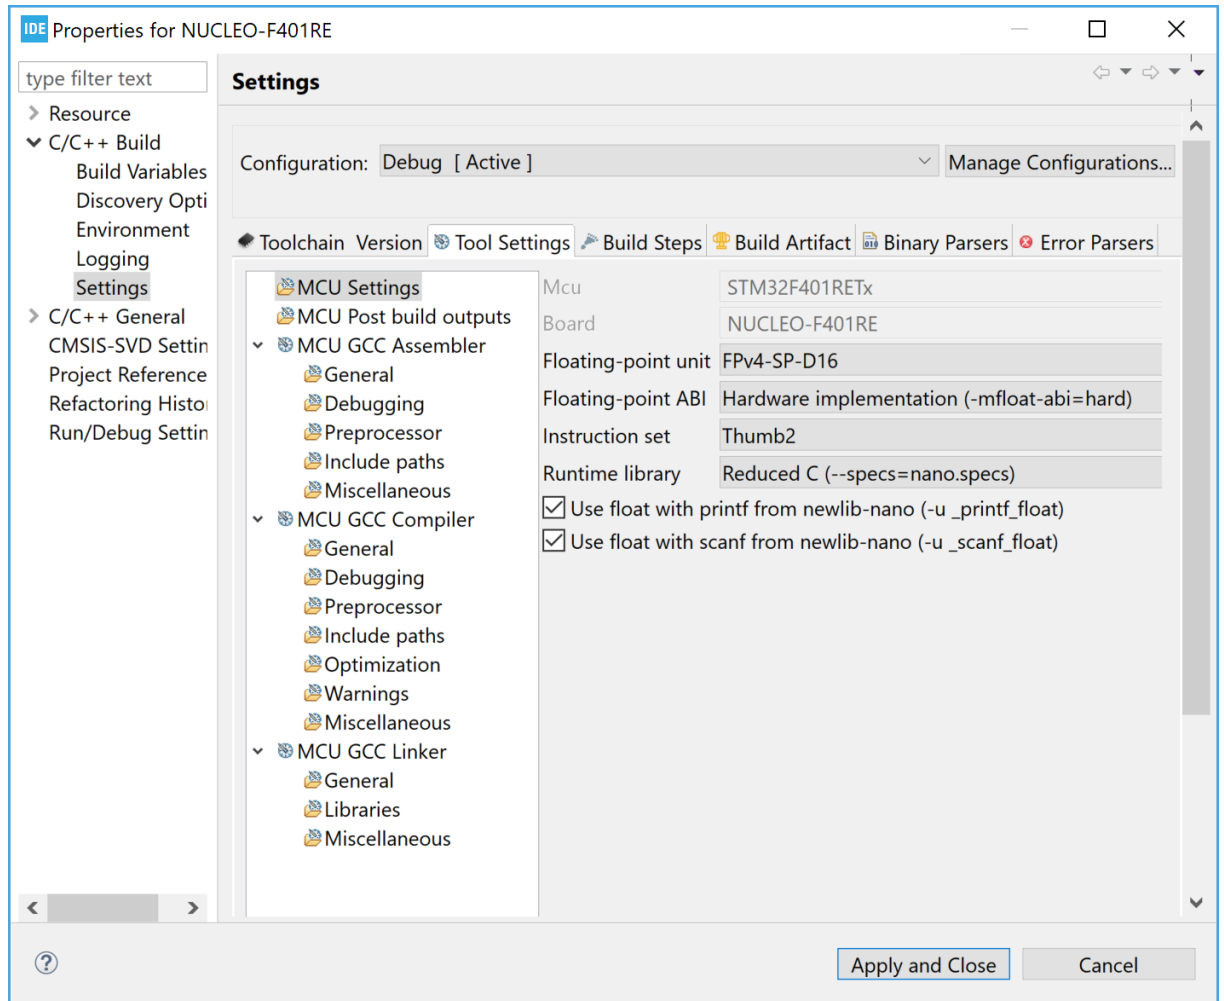 IDE Properties for NUCLEO-F401RE
type filter text
Settings
Resource
C/C++ Build
Build Variables
Discovery Opti
Environment
Logging
Settings
C/C++ General
CMSIS-SVD Settin
Project Reference
Refactoring Histo
Run/Debug Settin
Configuration: Debug [ Active ] Manage Configurations...
Toolchain Version Tool Settings Build Steps Build Artifact Binary Parsers Error Parsers
MCU Settings
MCU Post build outputs
MCU GCC Assembler
General
Debugging
Preprocessor
Include paths
Miscellaneous
MCU GCC Compiler
General
Debugging
Preprocessor
Include paths
Optimization
Warnings
Miscellaneous
MCU GCC Linker
General
Libraries
Miscellaneous
Mcu STM32F401RETx
Board NUCLEO-F401RE
Floating-point unit FPv4-SP-D16
Floating-point ABI Hardware implementation (-mfloat-abi=hard)
Instruction set Thumb2
Runtime library Reduced C (--specs=nano.specs)
Use float with printf from newlib-nano (-u _printf_float)
Use float with scanf from newlib-nano (-u _scanf_float)
?
Apply and Close Cancel